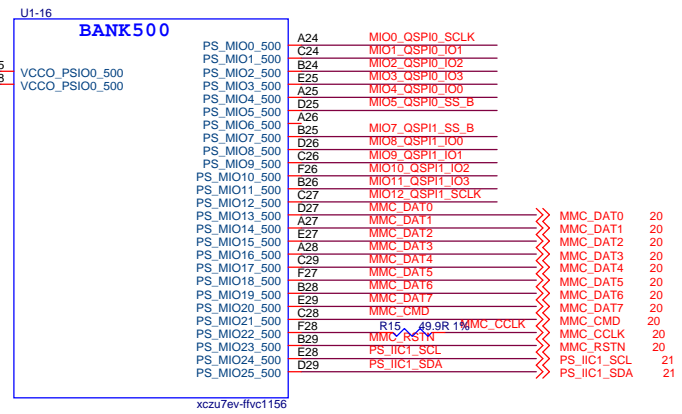 U1-16
BANK500
5 VCCO_PSIO0_500
3 VCCO_PSIO0_500
PS_MIO0_500 A24 MIO0_QSPI0_SCLK
PS_MIO1_500 C24 MIO1_QSPI0_IO1
PS_MIO2_500 B24 MIO2_QSPI0_IO2
PS_MIO3_500 E25 MIO3_QSPI0_IO3
PS_MIO4_500 A25 MIO4_QSPI0_IO0
PS_MIO5_500 D25 MIO5_QSPI0_SS_B
PS_MIO6_500 A26
PS_MIO7_500 B25 MIO7_QSPI1_SS_B
PS_MIO8_500 D26 MIO8_QSPI1_IO0
PS_MIO9_500 C26 MIO9_QSPI1_IO1
PS_MIO10_500 F26 MIO10_QSPI1_IO2
PS_MIO11_500 B26 MIO11_QSPI1_IO3
PS_MIO12_500 C27 MIO12_QSPI1_SCLK
PS_MIO13_500 D27 MMC_DAT0 MMC_DAT0 20
PS_MIO14_500 A27 MMC_DAT1 MMC_DAT1 20
PS_MIO15_500 E27 MMC_DAT2 MMC_DAT2 20
PS_MIO16_500 A28 MMC_DAT3 MMC_DAT3 20
PS_MIO17_500 C29 MMC_DAT4 MMC_DAT4 20
PS_MIO18_500 F27 MMC_DAT5 MMC_DAT5 20
PS_MIO19_500 B28 MMC_DAT6 MMC_DAT6 20
PS_MIO20_500 E29 MMC_DAT7 MMC_DAT7 20
PS_MIO21_500 C28 MMC_CMD MMC_CMD 20
PS_MIO22_500 F28 R15 49.9R 1% MMC_CCLK MMC_CCLK 20
PS_MIO23_500 B29 MMC_RSTN MMC_RSTN 20
PS_MIO24_500 E28 PS_IIC1_SCL PS_IIC1_SCL 21
PS_MIO25_500 D29 PS_IIC1_SDA PS_IIC1_SDA 21
xczu7ev-ffvc1156